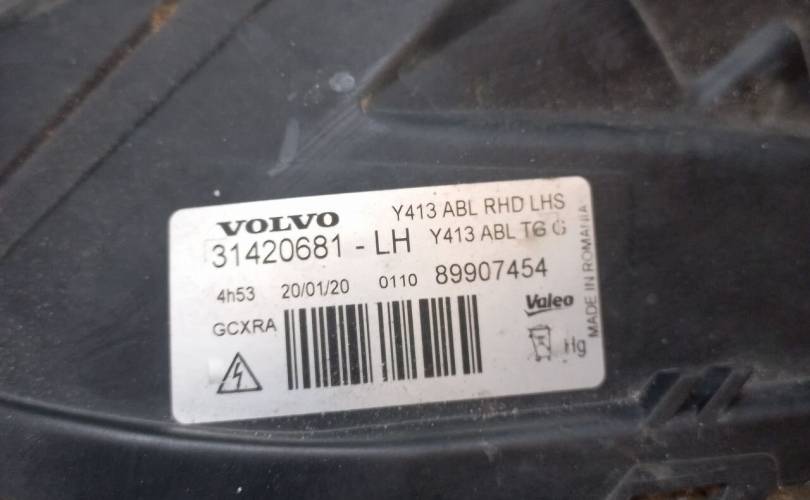 VOLVO Y413 ABL RHD LHS
31420681 - LH Y413 ABL TG G
4h53 20/01/20 0110 89907454
GCXRA Valeo
Hg
MADE IN ROMANIA